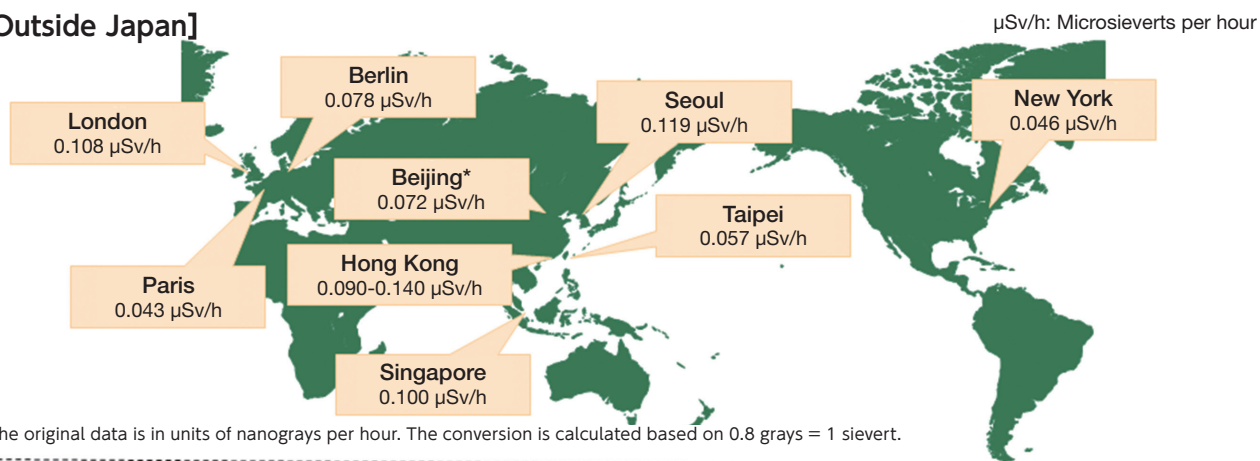 Outside Japan]
µSv/h: Microsieverts per hour
Berlin
0.078 µSv/h
London
0.108 µSv/h
Seoul
0.119 µSv/h
New York
0.046 µSv/h
Beijing*
0.072 µSv/h
Taipei
0.057 µSv/h
Hong Kong
0.090-0.140 µSv/h
Paris
0.043 µSv/h
Singapore
0.100 µSv/h
he original data is in units of nanograys per hour. The conversion is calculated based on 0.8 grays = 1 sievert.